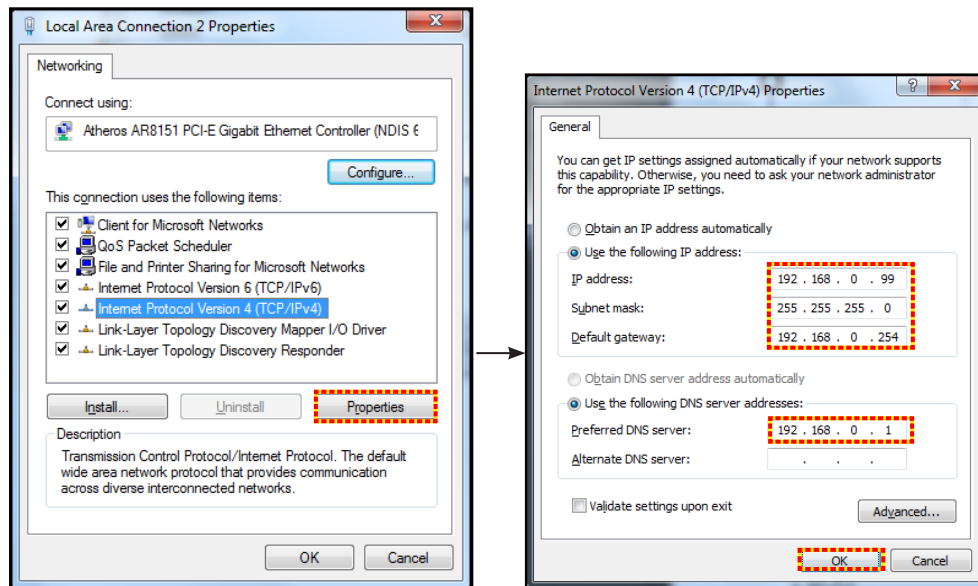 Local Area Connection 2 Properties
Networking
Connect using:
Atheros AR8151 PCI-E Gigabit Ethernet Controller (NDIS 6
Configure...
This connection uses the following items:
Client for Microsoft Networks
QoS Packet Scheduler
File and Printer Sharing for Microsoft Networks
Internet Protocol Version 6 (TCP/IPv6)
Internet Protocol Version 4 (TCP/IPv4)
Link-Layer Topology Discovery Mapper I/O Driver
Link-Layer Topology Discovery Responder
Install...
Uninstall
Properties
Description
Transmission Control Protocol/Internet Protocol. The default
wide area network protocol that provides communication
across diverse interconnected networks.
OK
Cancel
Internet Protocol Version 4 (TCP/IPv4) Properties
General
You can get IP settings assigned automatically if your network supports
this capability. Otherwise, you need to ask your network administrator
for the appropriate IP settings.
Obtain an IP address automatically
Use the following IP address:
IP address: 192 . 168 . 0 . 99
Subnet mask: 255 . 255 . 255 . 0
Default gateway: 192 . 168 . 0 . 254
Obtain DNS server address automatically
Use the following DNS server addresses:
Preferred DNS server: 192 . 168 . 0 . 1
Alternate DNS server: . . .
Validate settings upon exit
Advanced...
OK
Cancel